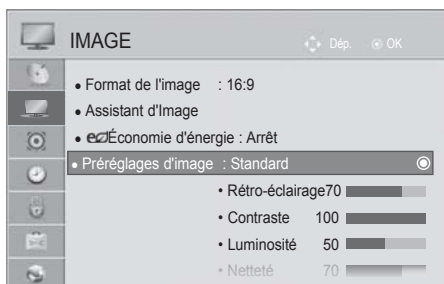 IMAGE Dép. OK
• Format de l'image : 16:9
• Assistant d'Image
• eco Économie d'énergie : Arrêt
• Préréglages d'image : Standard
• Rétro-éclairage70
• Contraste 100
• Luminosité 50
• Netteté 70